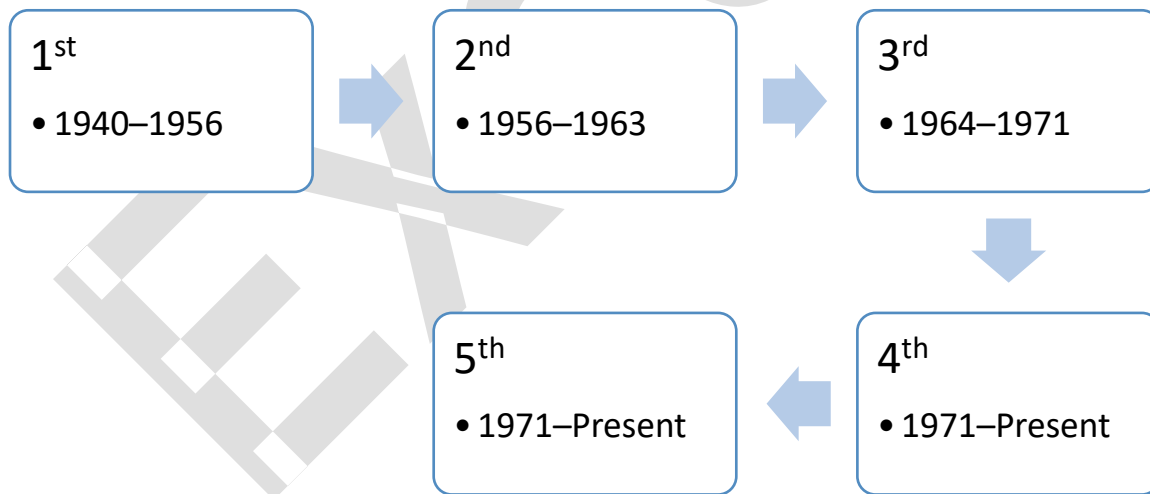 1st
• 1940–1956
2nd
• 1956–1963
3rd
• 1964–1971
4th
• 1971–Present
5th
• 1971–Present